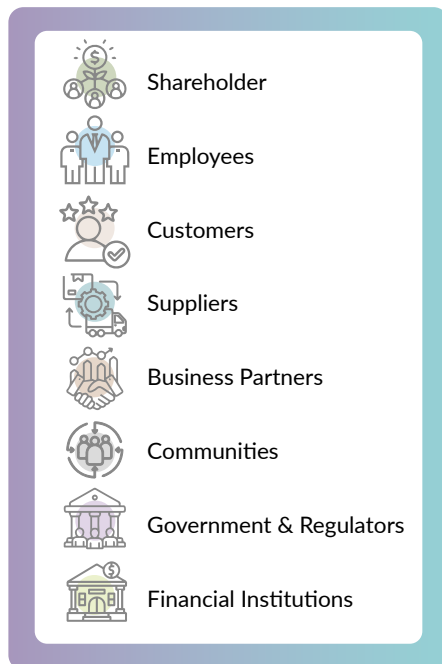 $
Shareholder
Employees
Customers
Suppliers
Business Partners
Communities
Government & Regulators
$
Financial Institutions